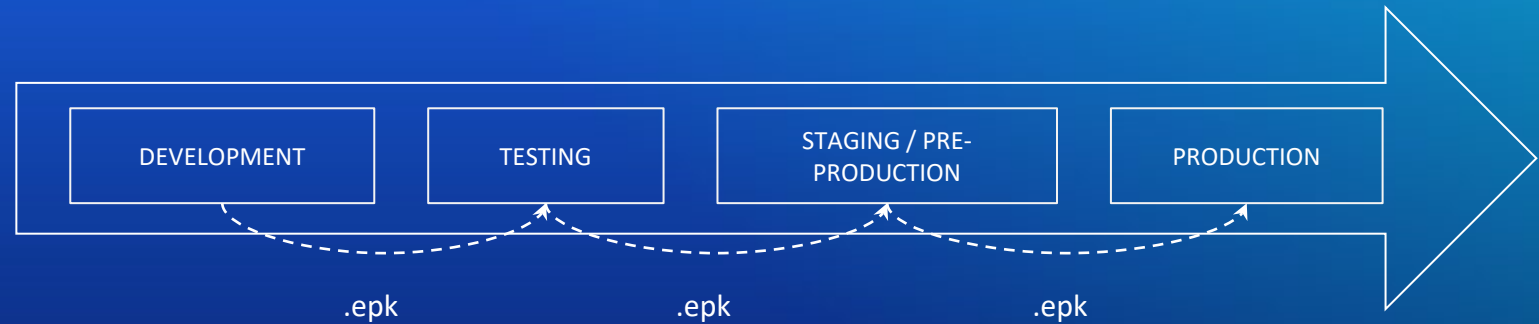 DEVELOPMENT
TESTING
STAGING / PRE-
PRODUCTION
PRODUCTION
.epk
.epk
.epk